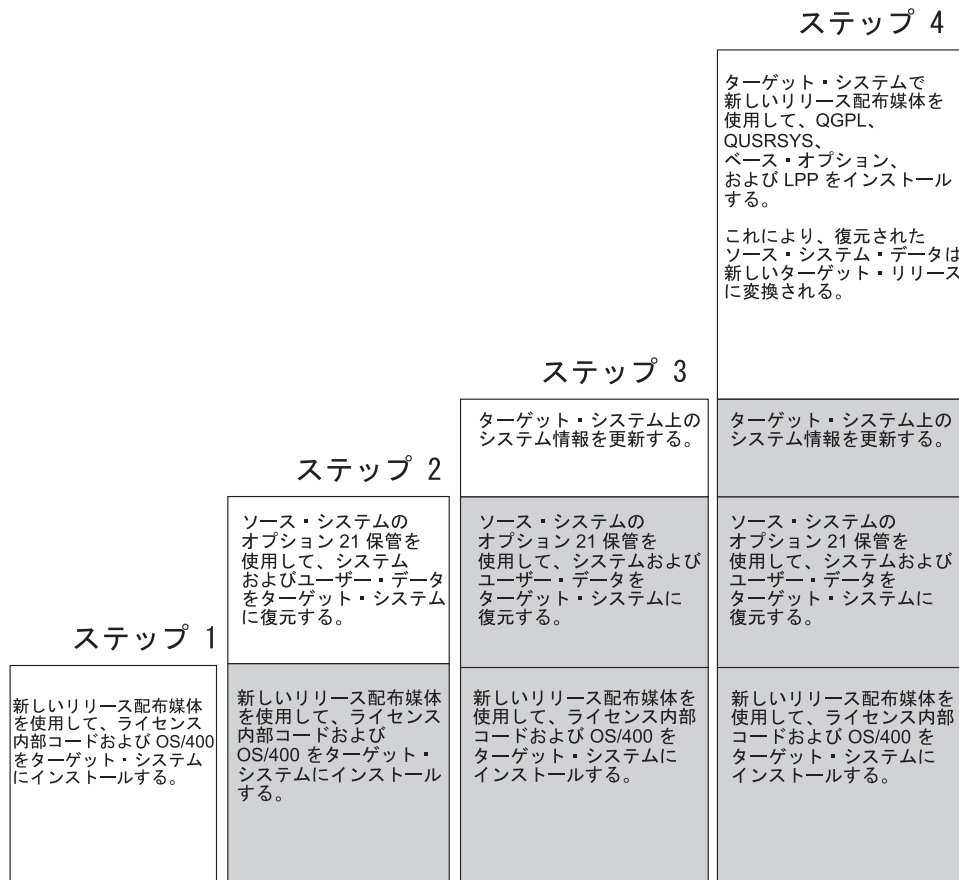 ステップ 4
ターゲット・システムで
新しいリリース配布媒体を
使用して、QGPL、
QUSRSYS、
ベース・オプション、
および LPP をインストール
する。
これにより、復元された
ソース・システム・データは
新しいターゲット・リリース
に変換される。
ステップ 3
ターゲット・システム上の
システム情報を更新する。
ターゲット・システム上の
システム情報を更新する。
ステップ 2
ソース・システムの
オプション 21 保管を
使用して、システム
およびユーザー・データ
をターゲット・システム
に復元する。
ソース・システムの
オプション 21 保管を
使用して、システムおよび
ユーザー・データを
ターゲット・システムに
復元する。
ソース・システムの
オプション 21 保管を
使用して、システムおよび
ユーザー・データを
ターゲット・システムに
復元する。
ステップ 1
新しいリリース配布媒体
を使用して、ライセンス
内部コードおよび OS/400
をターゲット・システム
にインストールする。
新しいリリース配布媒体
を使用して、ライセンス
内部コードおよび
OS/400 をターゲット・
システムにインストール
する。
新しいリリース配布媒体を
使用して、ライセンス内部
コードおよび OS/400 を
ターゲット・システムに
インストールする。
新しいリリース配布媒体を
使用して、ライセンス内部
コードおよび OS/400 を
ターゲット・システムに
インストールする。